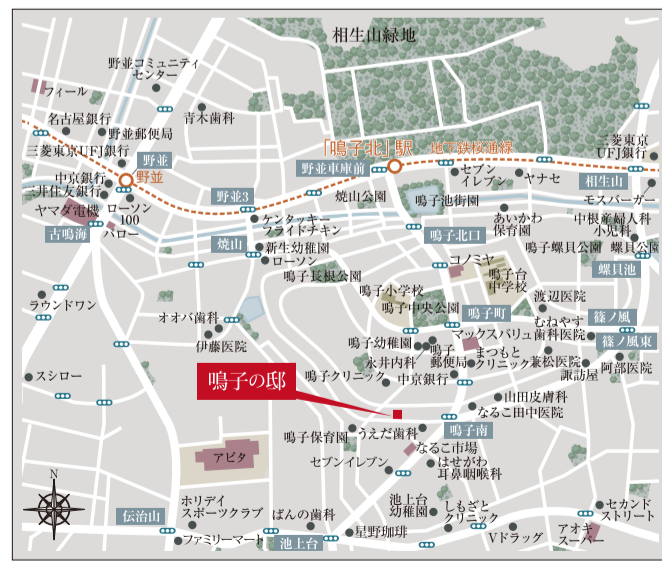 相生山緑地
野並コミュニティ
センター
フィール
名古屋銀行
青木歯科
野並郵便局
三菱東京UFJ銀行
野並
野並
「鳴子北」駅
地下鉄桜通線
野並車庫前
三菱東京
UFJ銀行
中京銀行
三井住友銀行
ヤマダ電機
ローソン
100
野並3
焼山公園
鳴子池街園
セブン
イレブン
ヤナセ
相生山
モスバーガー
古鳴海
バロー
ケンタッキー
フライドチキン
あいかわ
保育園
中根産婦人科
小児科
焼山
新生幼稚園
ローソン
鳴子北口
鳴子螺貝公園
螺貝公園
鳴子長根公園
コノミヤ
鳴子台
中学校
螺貝池
ラウンドワン
鳴子小学校
鳴子中央公園
鳴子町
渡辺医院
篠ノ風
オオバ歯科
伊藤医院
むねやす
歯科医院
マックスバリュ
篠ノ風東
鳴子幼稚園
永井内科
鳴子
郵便局
まつもと
クリニック
兼松医院
諏訪屋
阿部医院
スシロー
鳴子の邸
鳴子クリニック
中京銀行
山田皮膚科
なるこ田中医院
鳴子保育園
うえだ歯科
鳴子南
なるこ市場
アピタ
セブンイレブン
はせがわ
耳鼻咽喉科
N
伝治山
ホリデイ
スポーツクラブ
ファミリーマート
ばんの歯科
池上台
池上台
幼稚園
星野珈琲
しもざと
クリニック
Vドラッグ
セカンド
ストリート
アオキ
スーパー